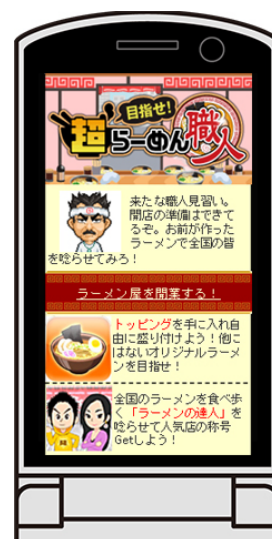 目指せ!
超らーめん職人
来たな職人見習い。
開店の準備はできて
るぞ。お前が作った
ラーメンで全国の皆
を唸らせてみろ!
ラーメン屋を開業する!
トッピングを手に入れ自
由に盛り付けよう!他に
はないオリジナルラーメ
ンを目指せ!
全国のラーメンを食べ歩
く「ラーメンの達人」を
唸らせて人気店の称号
Getしよう!